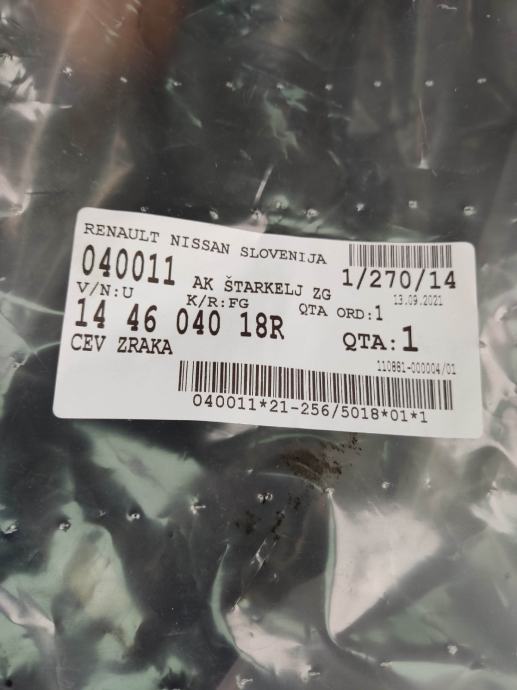 RENAULT NISSAN SLOVENIJA
040011 AK ŠTARKELJ ZG 1/270/14
V/N:U K/R:FG QTA ORD:1 13.09.2021
14 46 040 18R QTA:1
CEV ZRAKA 110881-000004/01
040011*21-256/5018*01*1